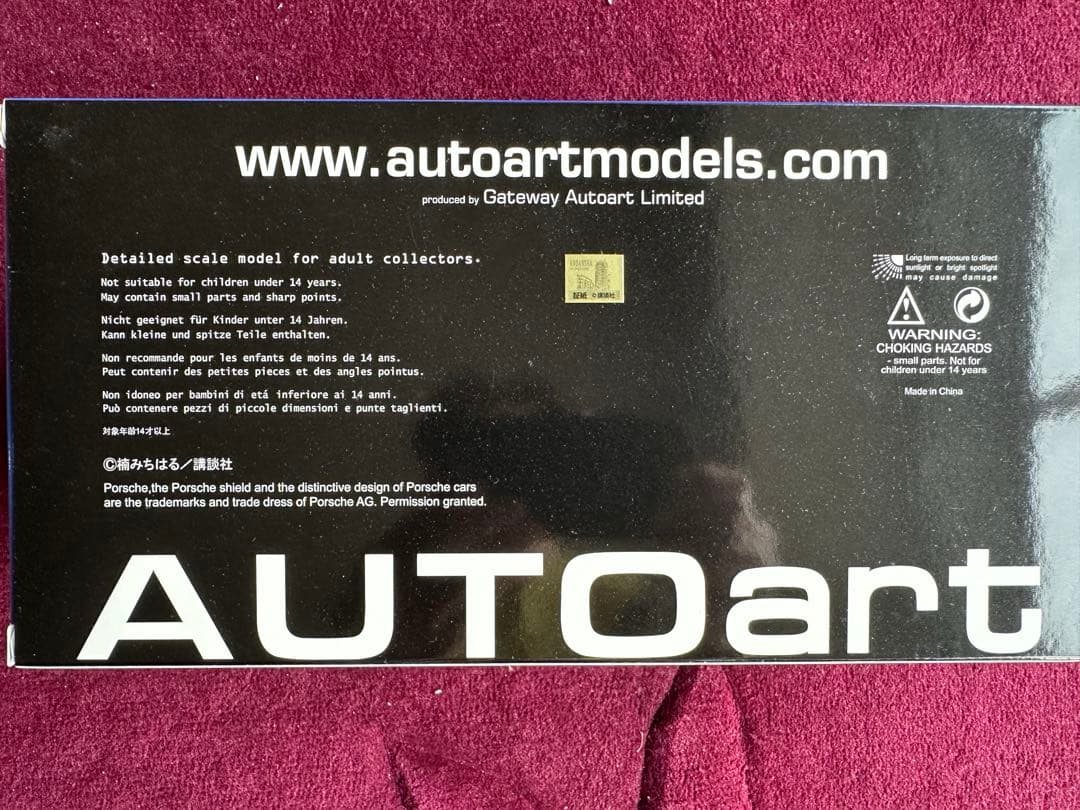 www.autoartmodels.com
produced by Gateway Autoart Limited
Detailed scale model for adult collectors.
Not suitable for children under 14 years.
May contain small parts and sharp points.
Nicht geeignet für Kinder unter 14 Jahren.
Kann kleine und spitze Teile enthalten.
Non recommande pour les enfants de moins de 14 ans.
Peut contenir des petites pieces et des angles pointus.
Non idoneo per bambini di etá inferiore ai 14 anni.
Può contenere pezzi di piccole dimensioni e punte taglienti.
対象年齢14才以上
©楠みちはる/講談社
Porsche,the Porsche shield and the distinctive design of Porsche cars
are the trademarks and trade dress of Porsche AG. Permission granted.
証紙 ©講談社
Long term exposure to direct
sunlight or bright spotlight
may cause damage
WARNING:
CHOKING HAZARDS
- small parts. Not for
children under 14 years
Made in China
AUTOart